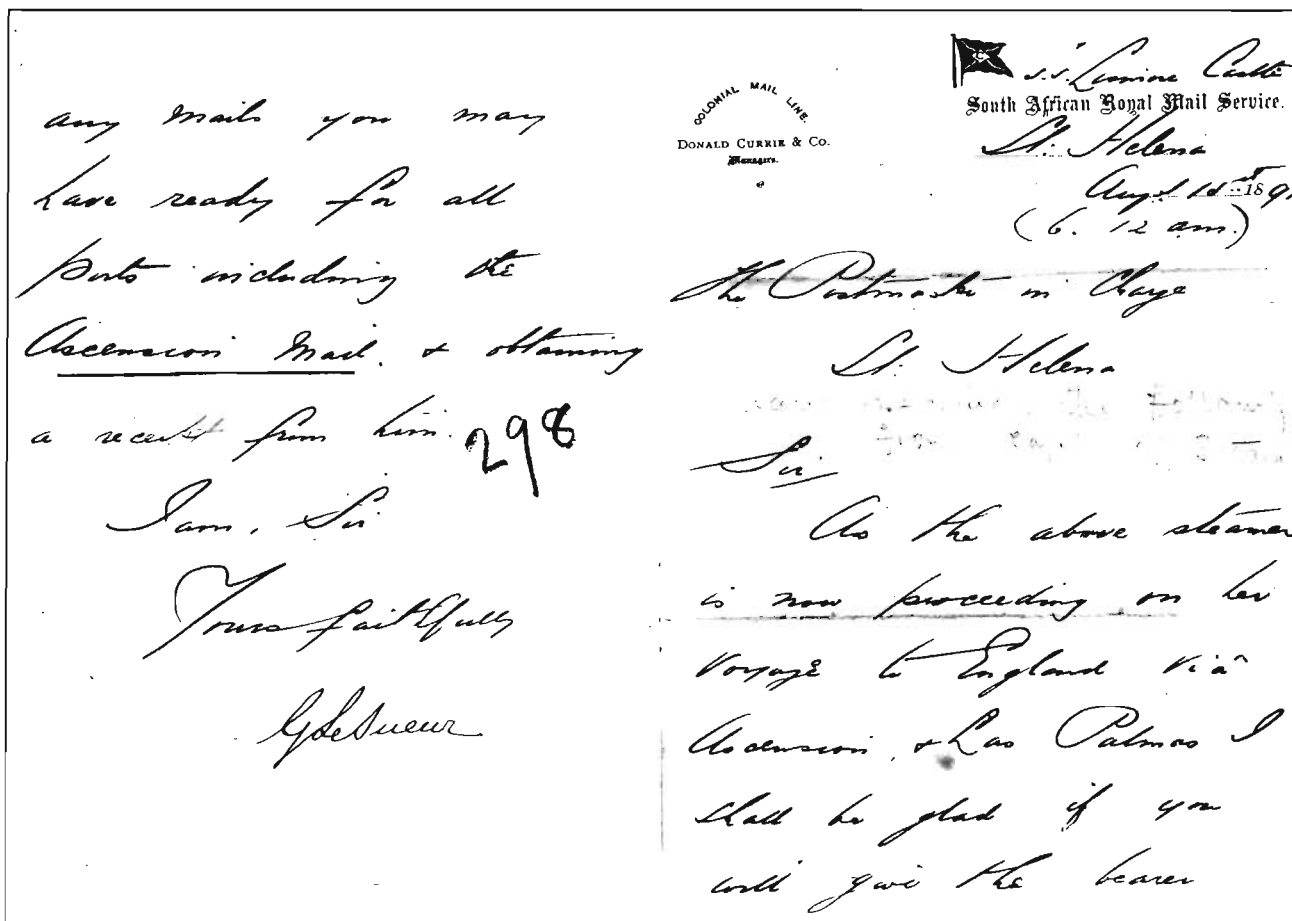 COLONIAL MAIL LINE.
DONALD CURRIE & Co.
Managers.
C
S.S. Lismore Castle
South African Royal Mail Service.
St: Helena
Augt 1st 189
(6. 12 am.)
The Postmaster in Charge
St: Helena
Sir
As the above steamer
is now proceeding on her
voyage to England viâ
Ascension, & Las Palmas I
shall be glad if you
will give the bearer
any mails you may
have ready for all
ports including the
Ascension Mail. & obtaining
a receipt from him.
298
I am, Sir
Yours faithfully
G Le Sueur